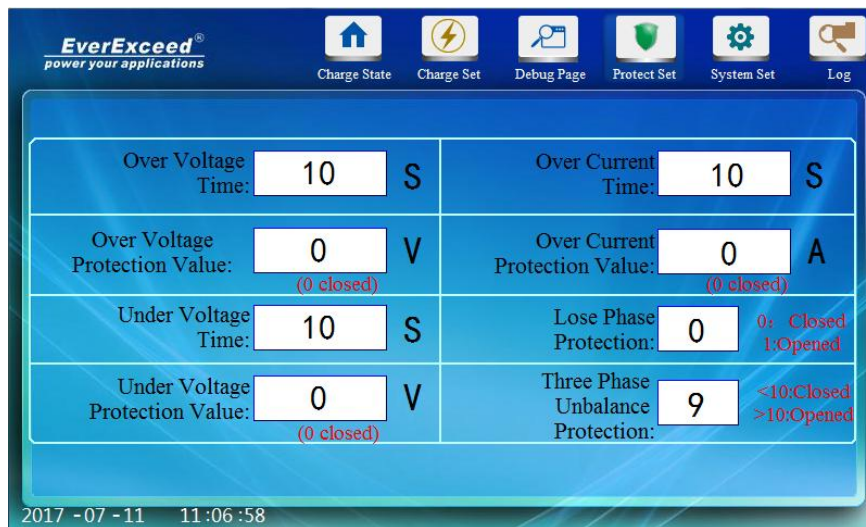 EverExceed®
power your applications
Charge State
Charge Set
Debug Page
Protect Set
System Set
Log
Over Voltage
Time:
10
S
Over Current
Time:
10
S
Over Voltage
Protection Value:
0
V
(0 closed)
Over Current
Protection Value:
0
A
(0 closed)
Under Voltage
Time:
10
S
Lose Phase
Protection:
0
0: Closed
1:Opened
Under Voltage
Protection Value:
0
V
(0 closed)
Three Phase
Unbalance
Protection:
9
<10:Closed
>10:Opened
2017 -07-11 11:06:58